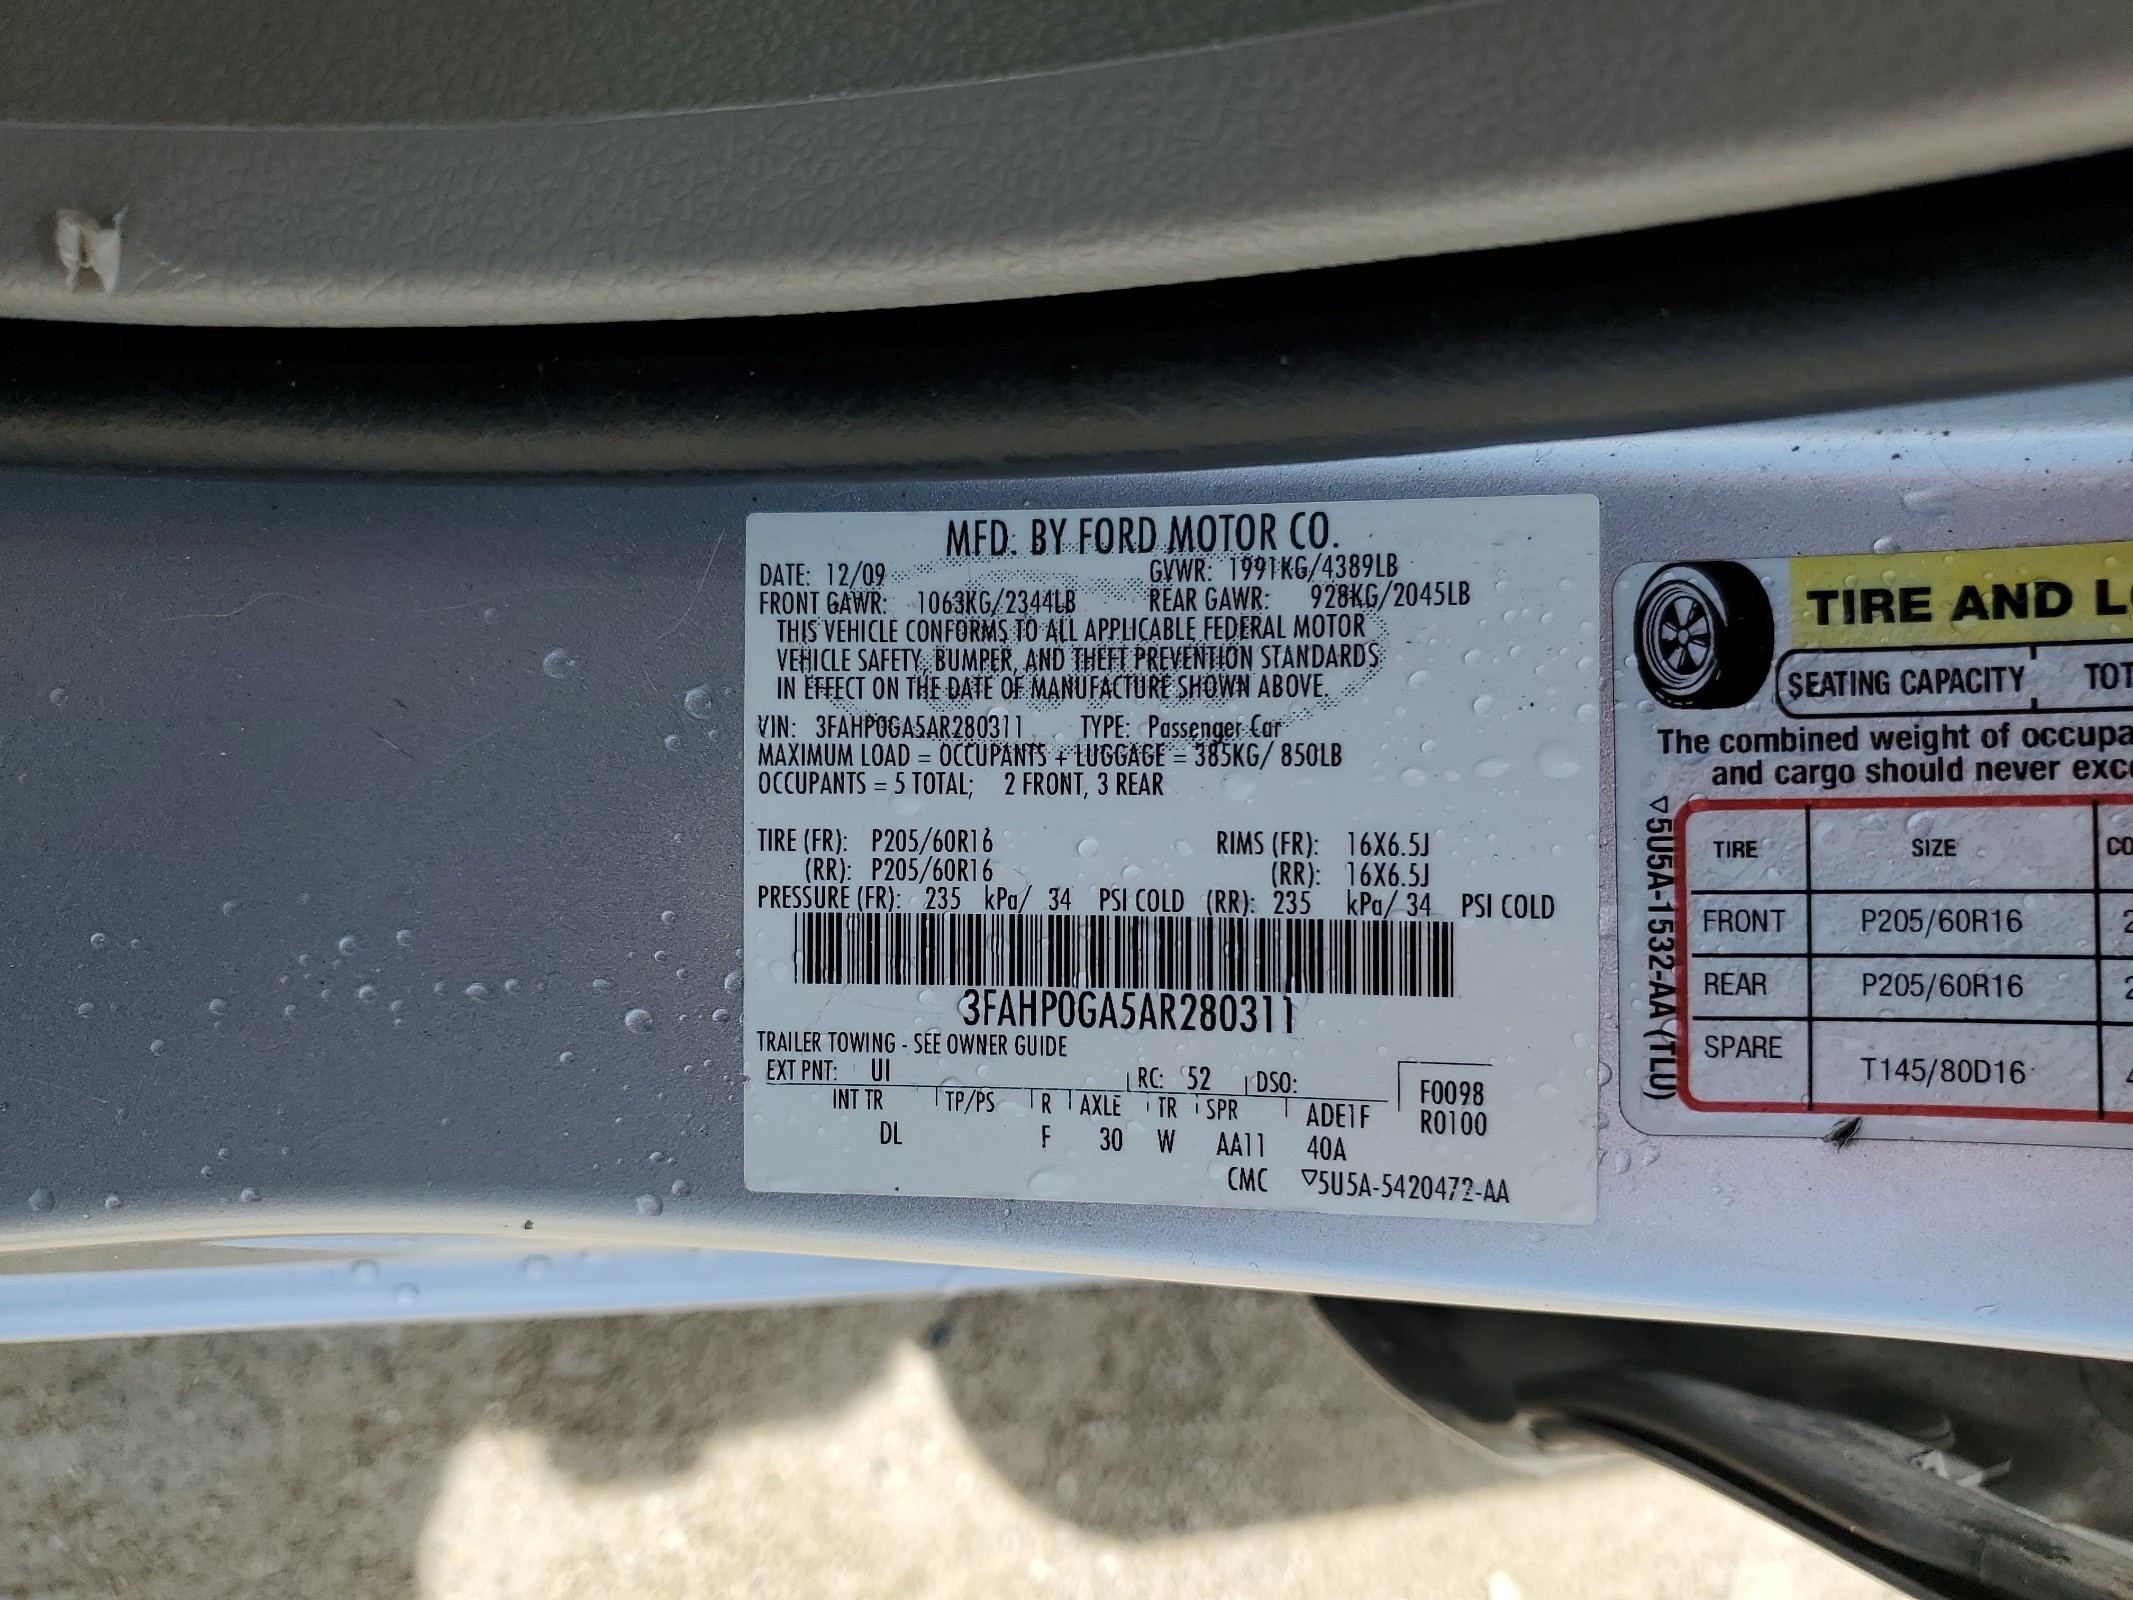 MFD. BY FORD MOTOR CO.
DATE: 12/09 GVWR: 1991KG/4389LB
FRONT GAWR: 1063KG/2344LB REAR GAWR: 928KG/2045LB
THIS VEHICLE CONFORMS TO ALL APPLICABLE FEDERAL MOTOR
VEHICLE SAFETY, BUMPER, AND THEFT PREVENTION STANDARDS
IN EFFECT ON THE DATE OF MANUFACTURE SHOWN ABOVE.
VIN: 3FAHP0GA5AR280311 TYPE: Passenger Car
MAXIMUM LOAD = OCCUPANTS + LUGGAGE = 385KG/ 850LB
OCCUPANTS = 5 TOTAL; 2 FRONT, 3 REAR
TIRE (FR): P205/60R16 RIMS (FR): 16X6.5J
(RR): P205/60R16 (RR): 16X6.5J
PRESSURE (FR): 235 kPa/ 34 PSI COLD (RR): 235 kPa/ 34 PSI COLD
3FAHP0GA5AR280311
TRAILER TOWING - SEE OWNER GUIDE
EXT PNT: UI RC: 52 DSO: F0098
INT TR TP/PS R AXLE TR SPR ADE1F R0100
DL F 30 W AA11 40A
CMC ▽5U5A-5420472-AA
TIRE AND L
SEATING CAPACITY TOT
The combined weight of occupa
and cargo should never exc
▽5U5A-1532-AA (TLU)
TIRE SIZE CO
FRONT P205/60R16 2
REAR P205/60R16 2
SPARE T145/80D16